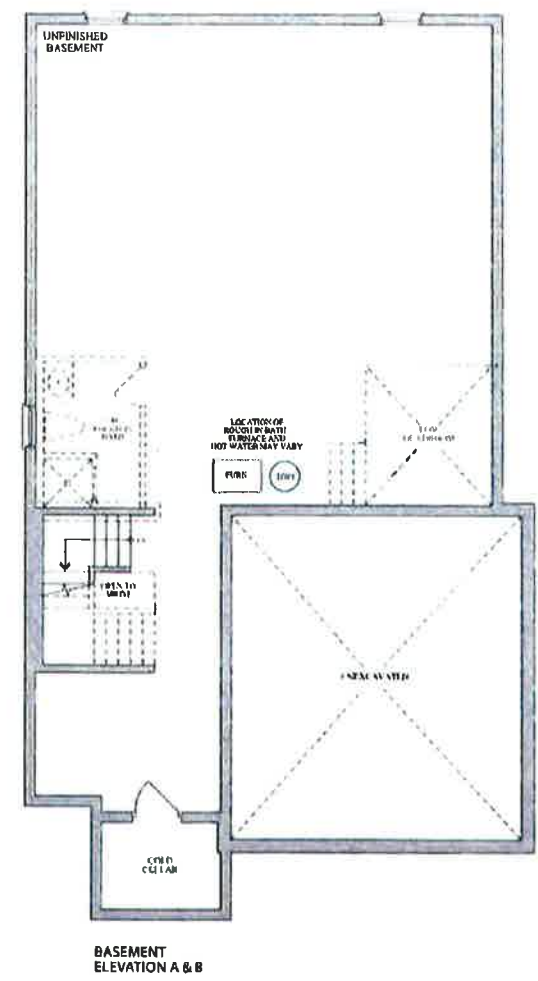 UNFINISHED
BASEMENT
LOCATION OF
ROUGH IN BATH
FURNACE AND
HOT WATER MAY VARY
FURN
HWT
OPEN TO
ABOVE
UNEXCAVATED
COLD
CELLAR
BASEMENT
ELEVATION A & B